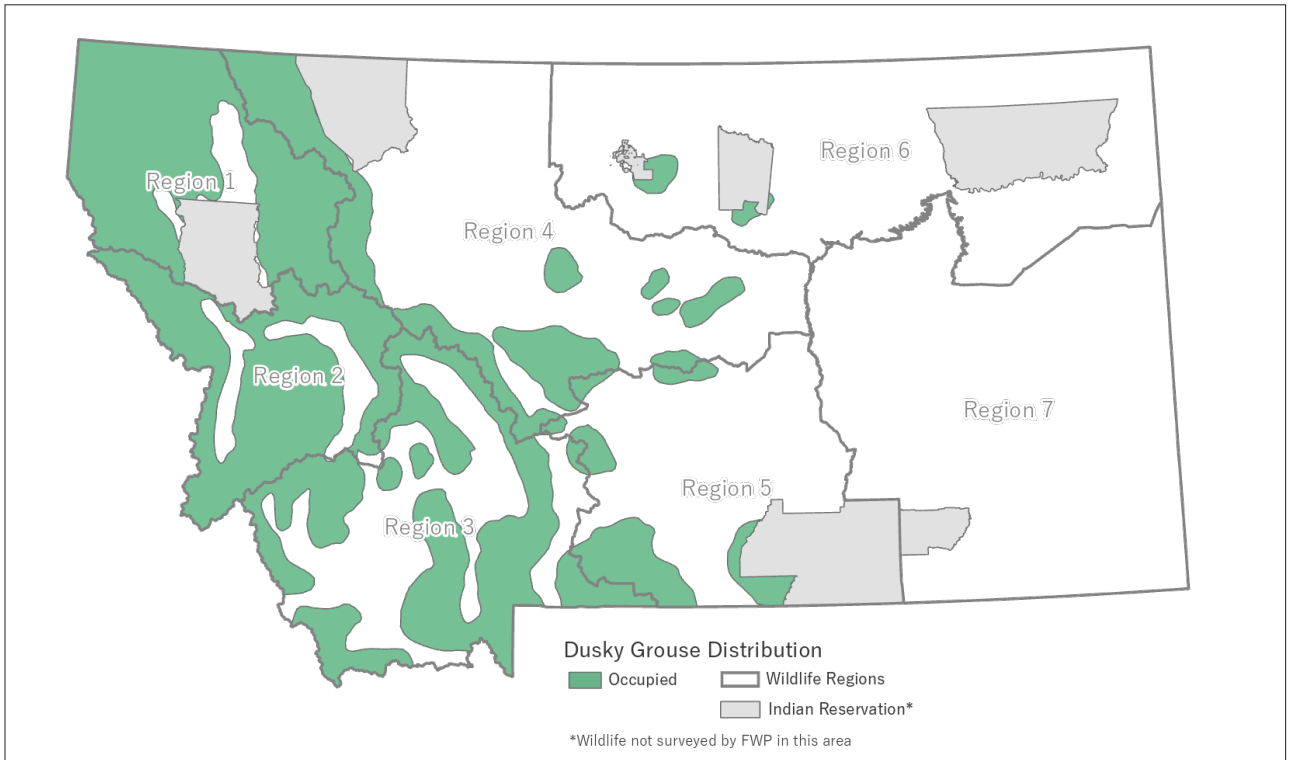 Region 6
Region 1
Region 4
Region 2
Region 7
Region 5
Region 3
Dusky Grouse Distribution
Occupied
Wildlife Regions
Indian Reservation*
*Wildlife not surveyed by FWP in this area